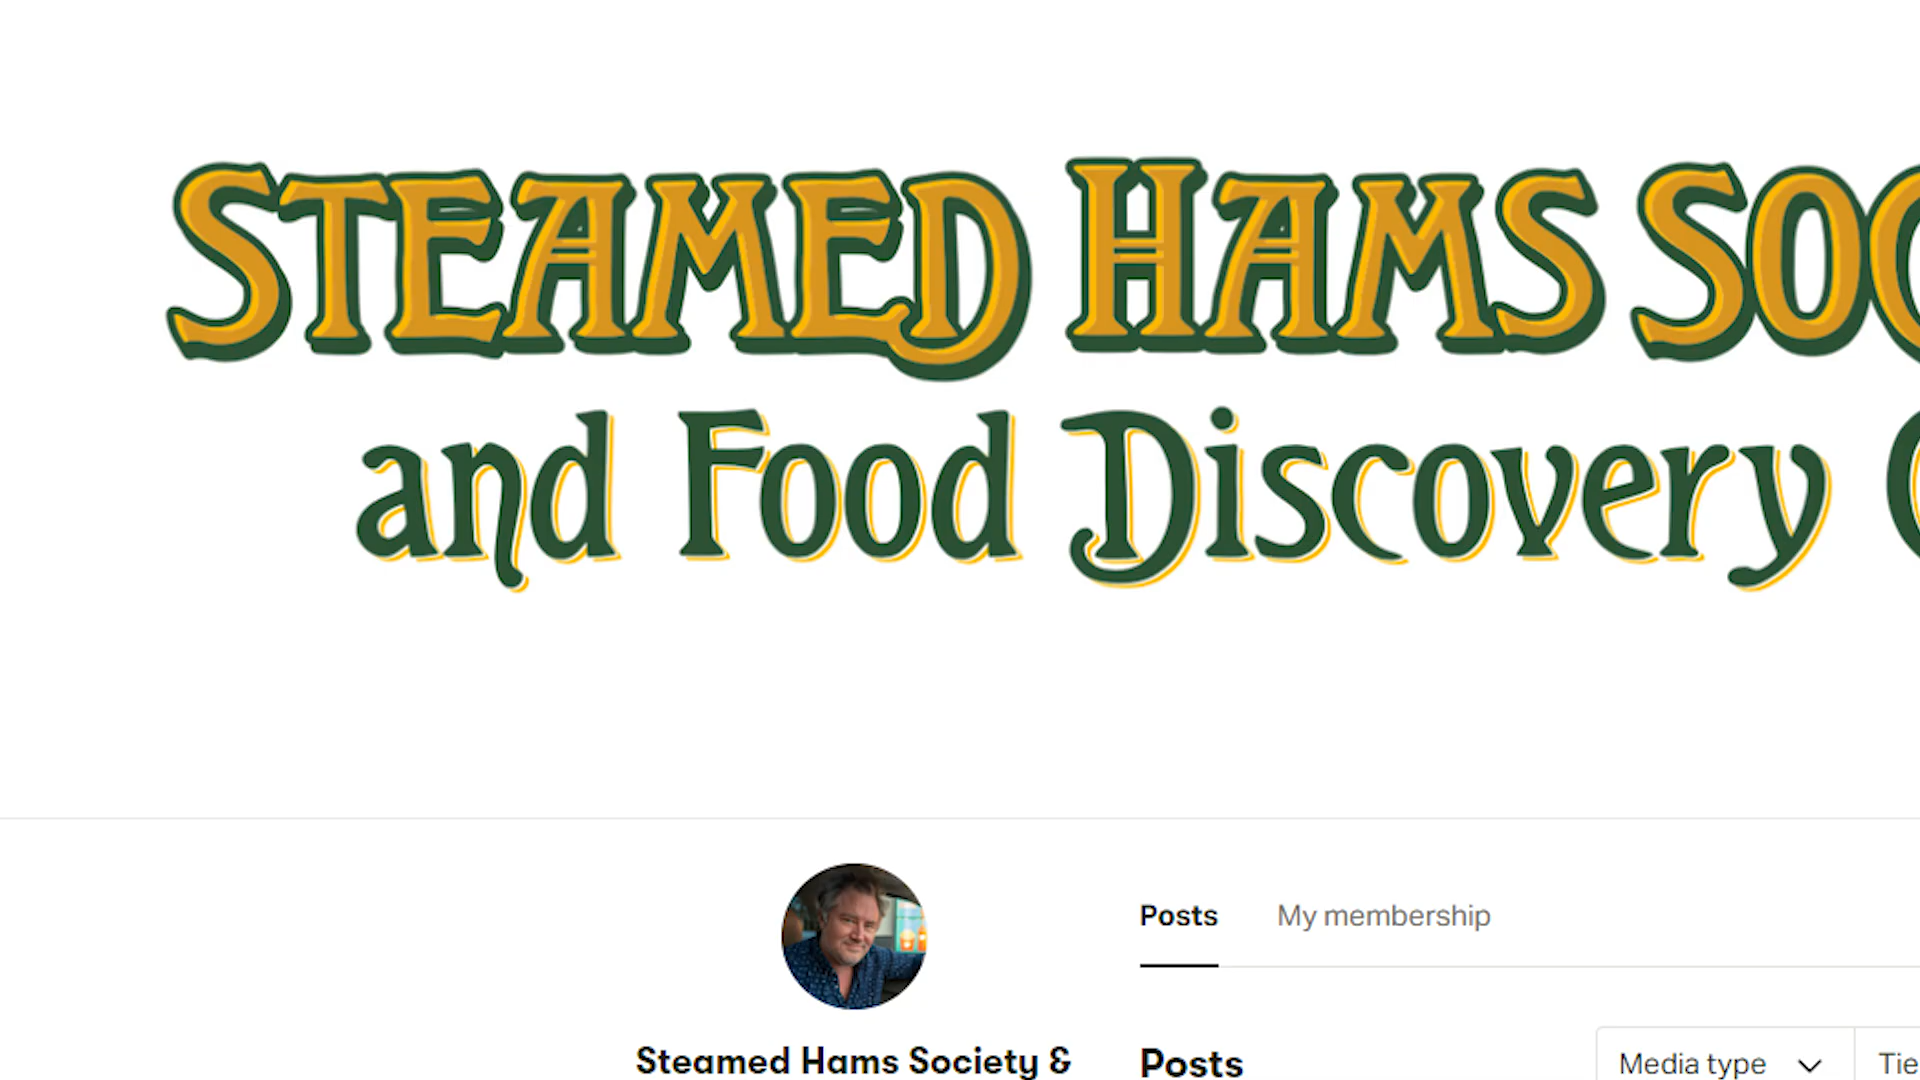 STEAMED HAMS SOC
and Food Discovery
Posts My membership
Steamed Hams Society &
Posts
Media type
Tie